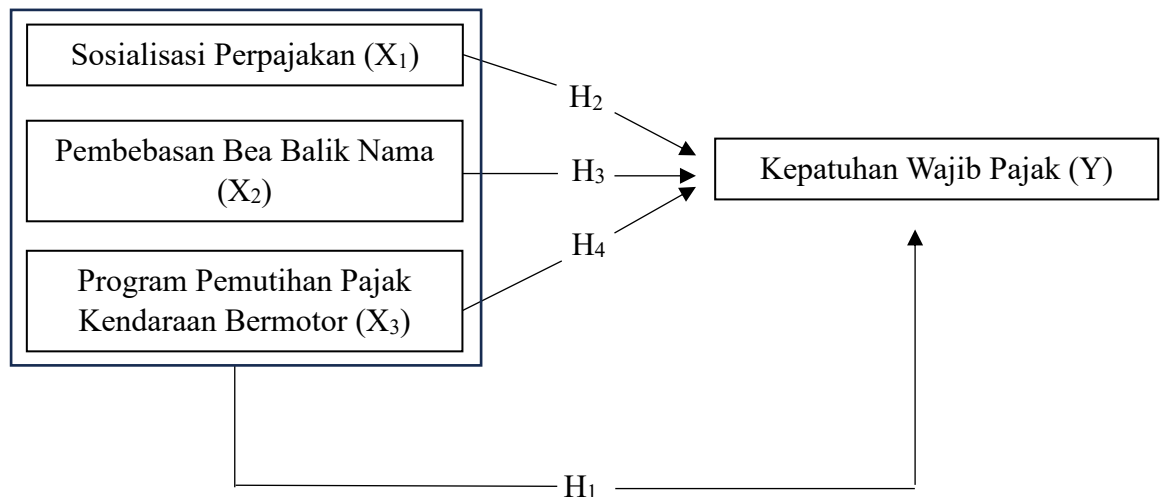 Sosialisasi Perpajakan (X₁)
H₂
Pembebasan Bea Balik Nama
(X₂)
H₃
Kepatuhan Wajib Pajak (Y)
H₄
Program Pemutihan Pajak
Kendaraan Bermotor (X₃)
H₁